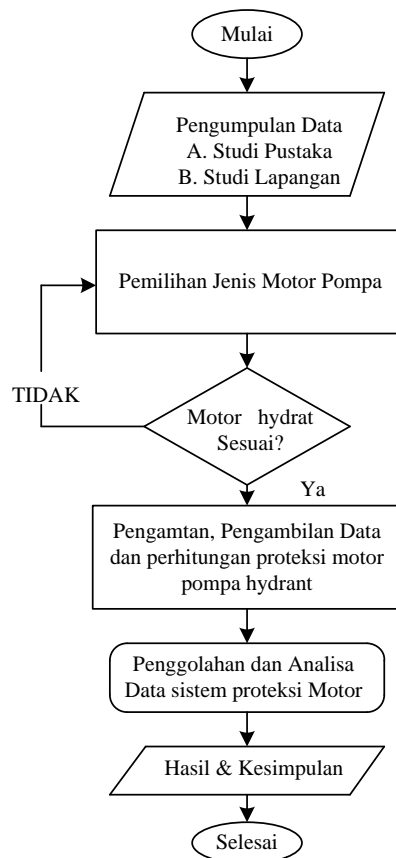 Mulai
Pengumpulan Data
A. Studi Pustaka
B. Studi Lapangan
Pemilihan Jenis Motor Pompa
TIDAK
Motor hydrat
Sesuai?
Ya
Pengamtan, Pengambilan Data
dan perhitungan proteksi motor
pompa hydrant
Penggolahan dan Analisa
Data sistem proteksi Motor
Hasil & Kesimpulan
Selesai